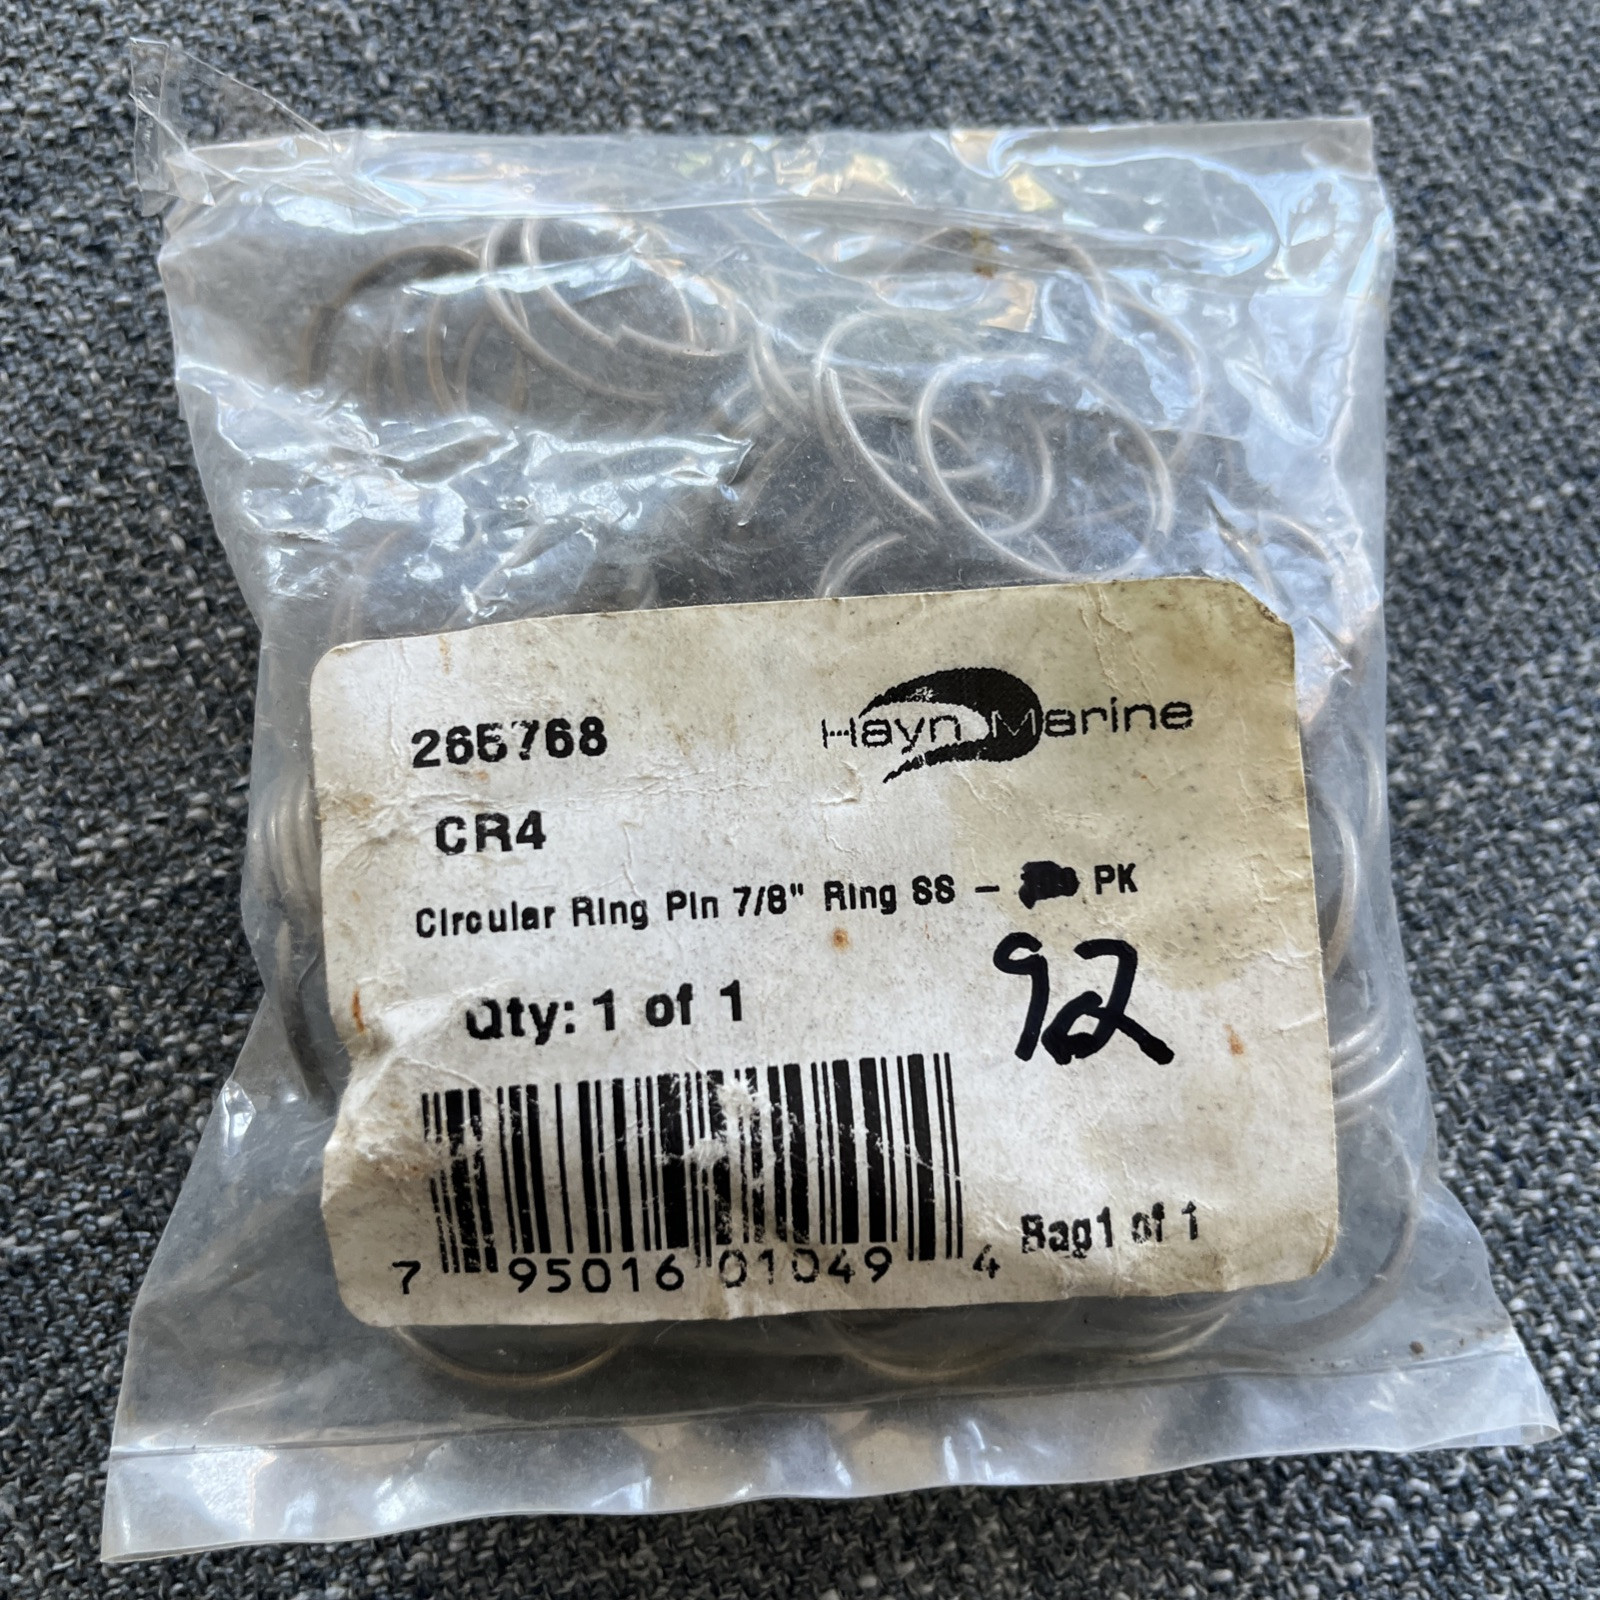 265768
Hayn Marine
CR4
Circular Ring Pin 7/8" Ring SS - PK
92
Qty: 1 of 1
7 95016 01049 4
Bag1 of 1